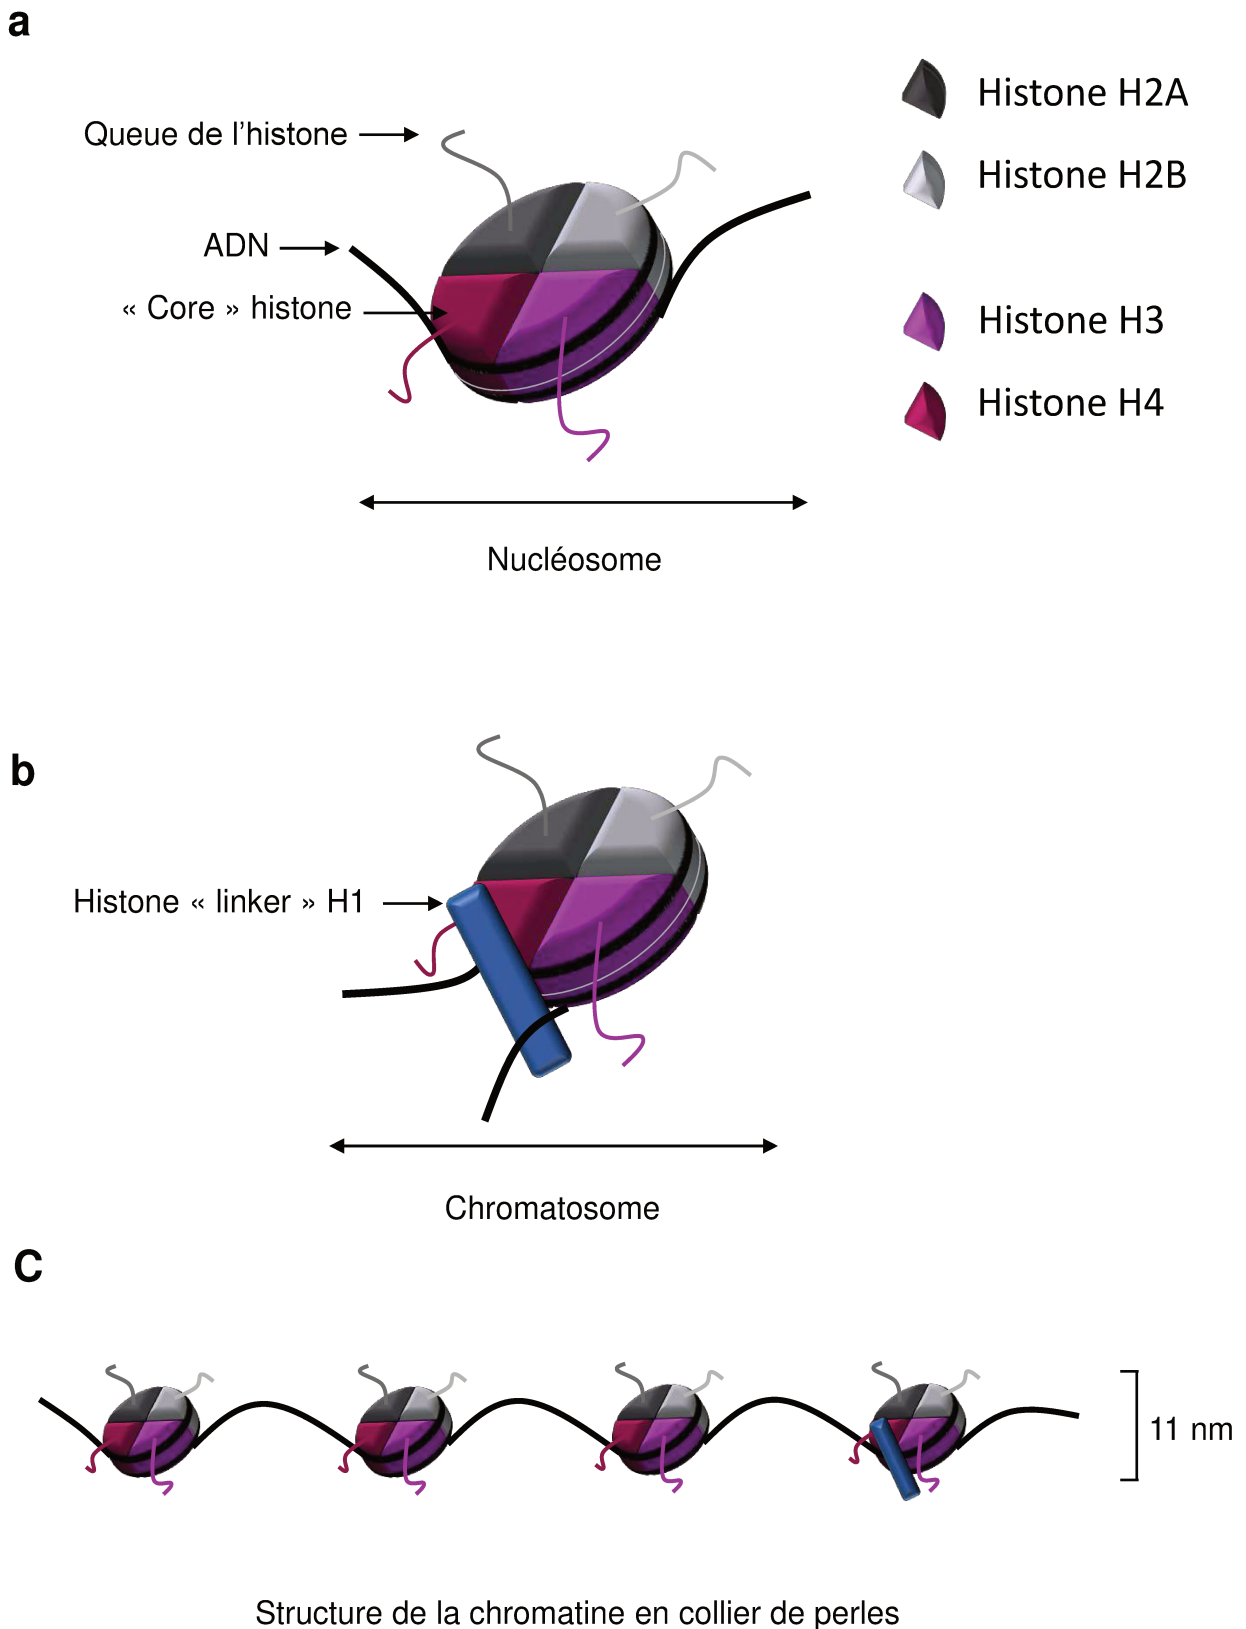 a
Histone H2A
Queue de l'histone
Histone H2B
ADN
« Core » histone
Histone H3
Histone H4
Nucléosome
b
Histone « linker » H1
Chromatosome
C
11 nm
Structure de la chromatine en collier de perles